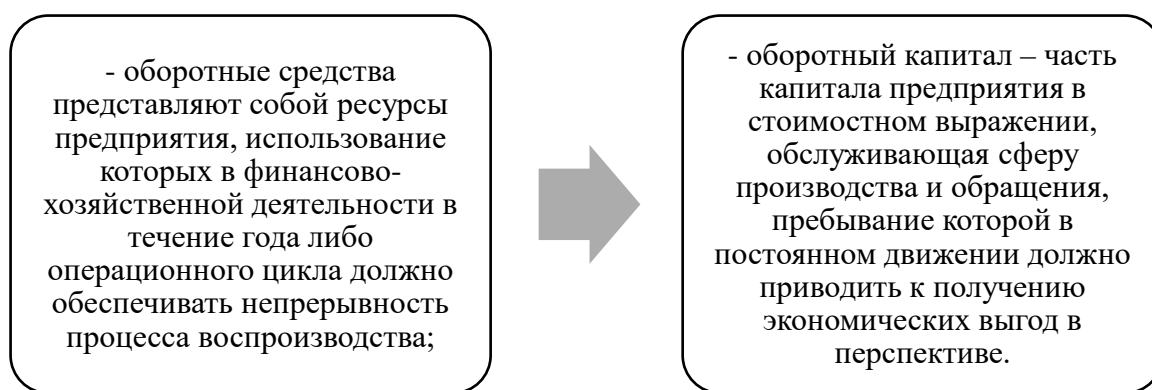 - оборотные средства
представляют собой ресурсы
предприятия, использование
которых в финансово-
хозяйственной деятельности в
течение года либо
операционного цикла должно
обеспечивать непрерывность
процесса воспроизводства;
- оборотный капитал – часть
капитала предприятия в
стоимостном выражении,
обслуживающая сферу
производства и обращения,
пребывание которой в
постоянном движении должно
приводить к получению
экономических выгод в
перспективе.